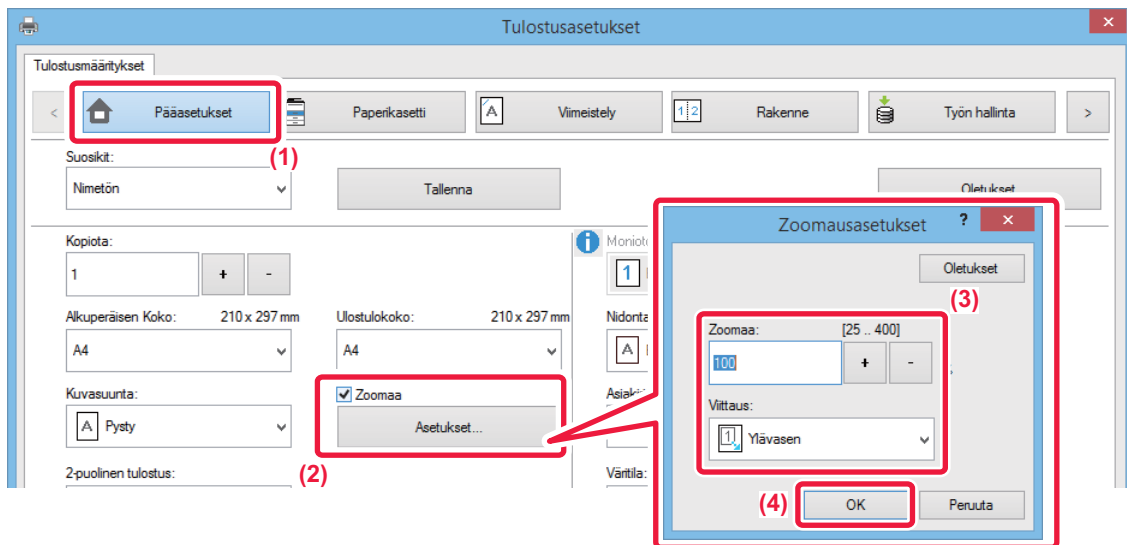 Tulostusasetukset
Tulostusmääritykset
< Pääasetukset Paperikasetti Viimeistely Rakenne Työn hallinta >
(1)
Suosikit:
Nimetön Tallenna Oletukset
Kopiota:
1 + -
Alkuperäisen Koko: 210 x 297 mm Ulostulokoko: 210 x 297 mm Nidonta
A4 A4
Kuvasuunta: Zoomaa
Pysty Asetukset...
(2)
2-puolinen tulostus: Väritila:
Zoomausasetukset ?
Oletukset
(3)
Zoomaa: [25 .. 400]
100 + -
Viittaus:
Ylävasen
(4) OK Peruuta